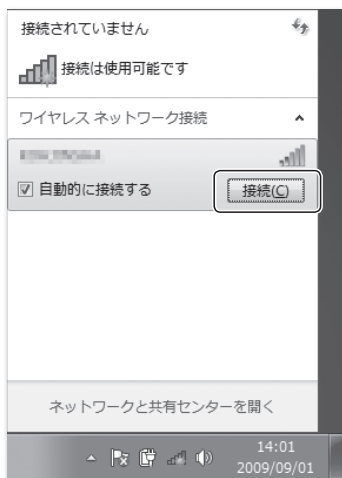 接続されていません
接続は使用可能です
ワイヤレス ネットワーク接続
自動的に接続する
接続(C)
ネットワークと共有センターを開く
14:01
2009/09/01